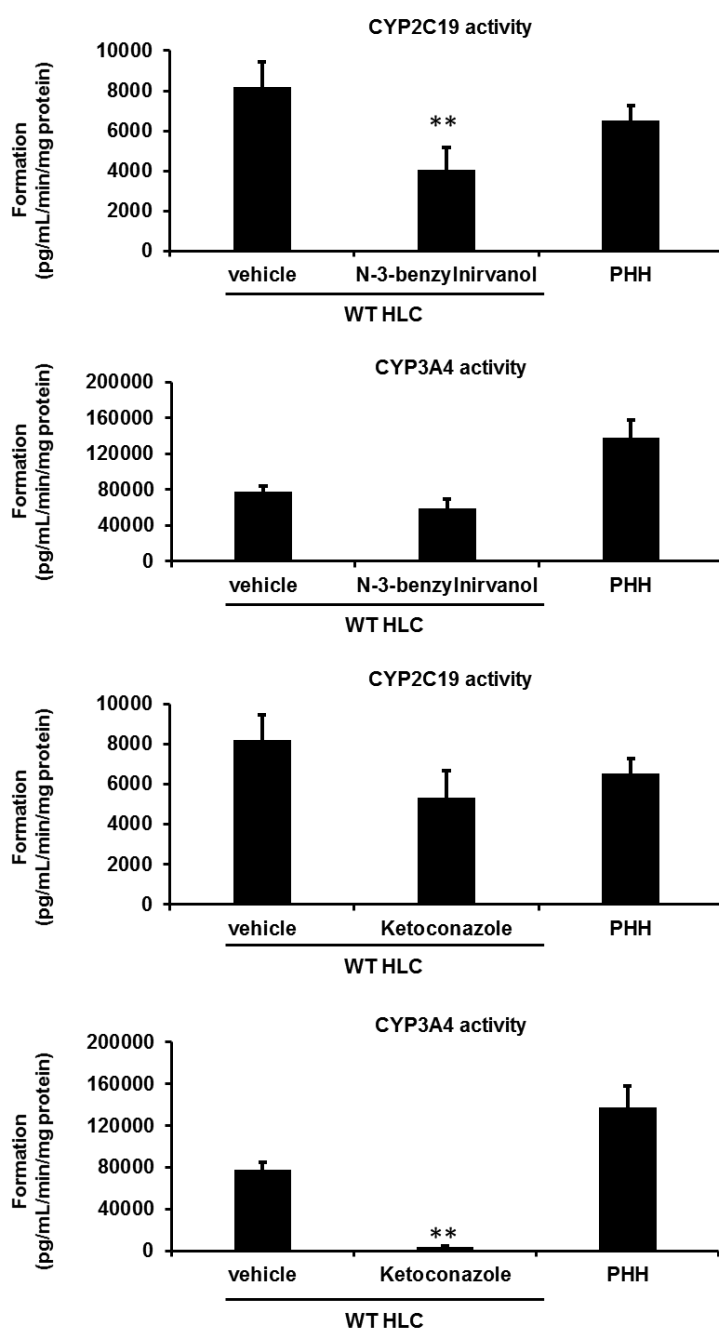 CYP2C19 activity
Formation
(pg/mL/min/mg protein)
10000
8000
6000
4000
2000
0
**
vehicle N-3-benzylnirvanol PHH
WT HLC
CYP3A4 activity
Formation
(pg/mL/min/mg protein)
200000
160000
120000
80000
40000
0
vehicle N-3-benzylnirvanol PHH
WT HLC
CYP2C19 activity
Formation
(pg/mL/min/mg protein)
10000
8000
6000
4000
2000
0
vehicle Ketoconazole PHH
WT HLC
CYP3A4 activity
Formation
(pg/mL/min/mg protein)
200000
160000
120000
80000
40000
0
**
vehicle Ketoconazole PHH
WT HLC